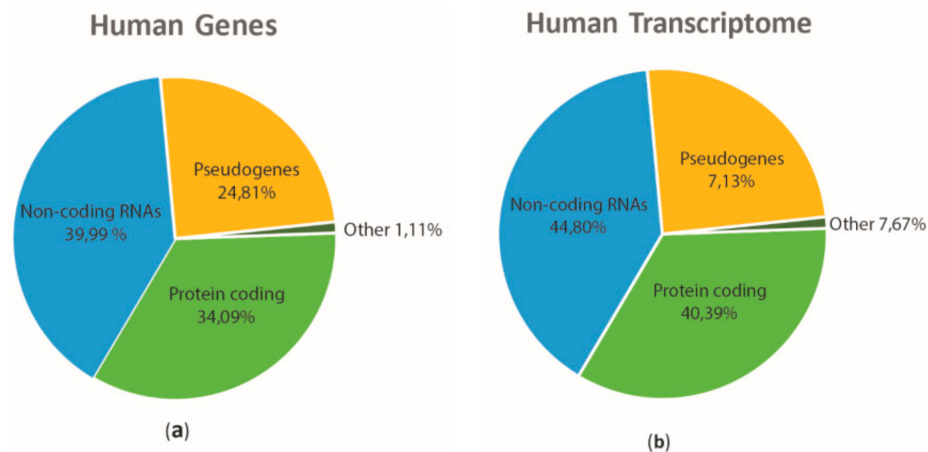 Human Genes
Non-coding RNAs
39,99 %
Pseudogenes
24,81%
Other 1,11%
Protein coding
34,09%
(a)
Human Transcriptome
Non-coding RNAs
44,80%
Pseudogenes
7,13%
Other 7,67%
Protein coding
40,39%
(b)